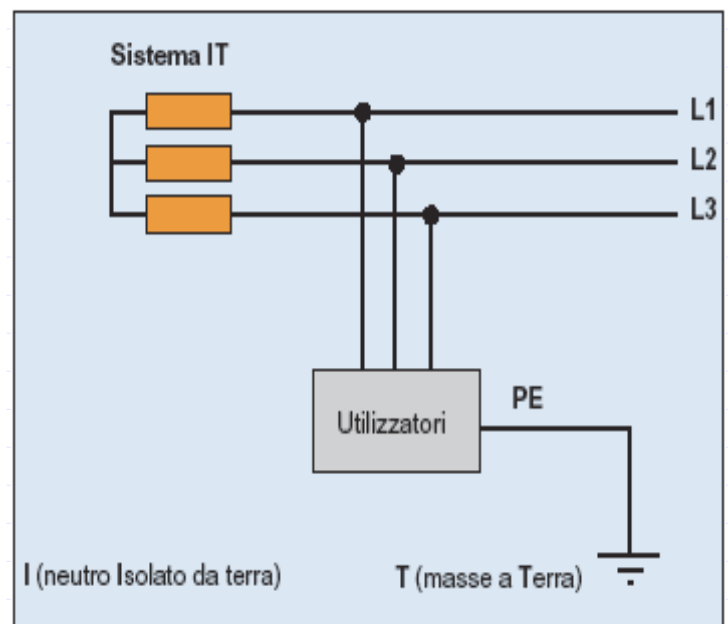 Sistema IT
L1
L2
L3
Utilizzatori
PE
I (neutro Isolato da terra)
T (masse a Terra)